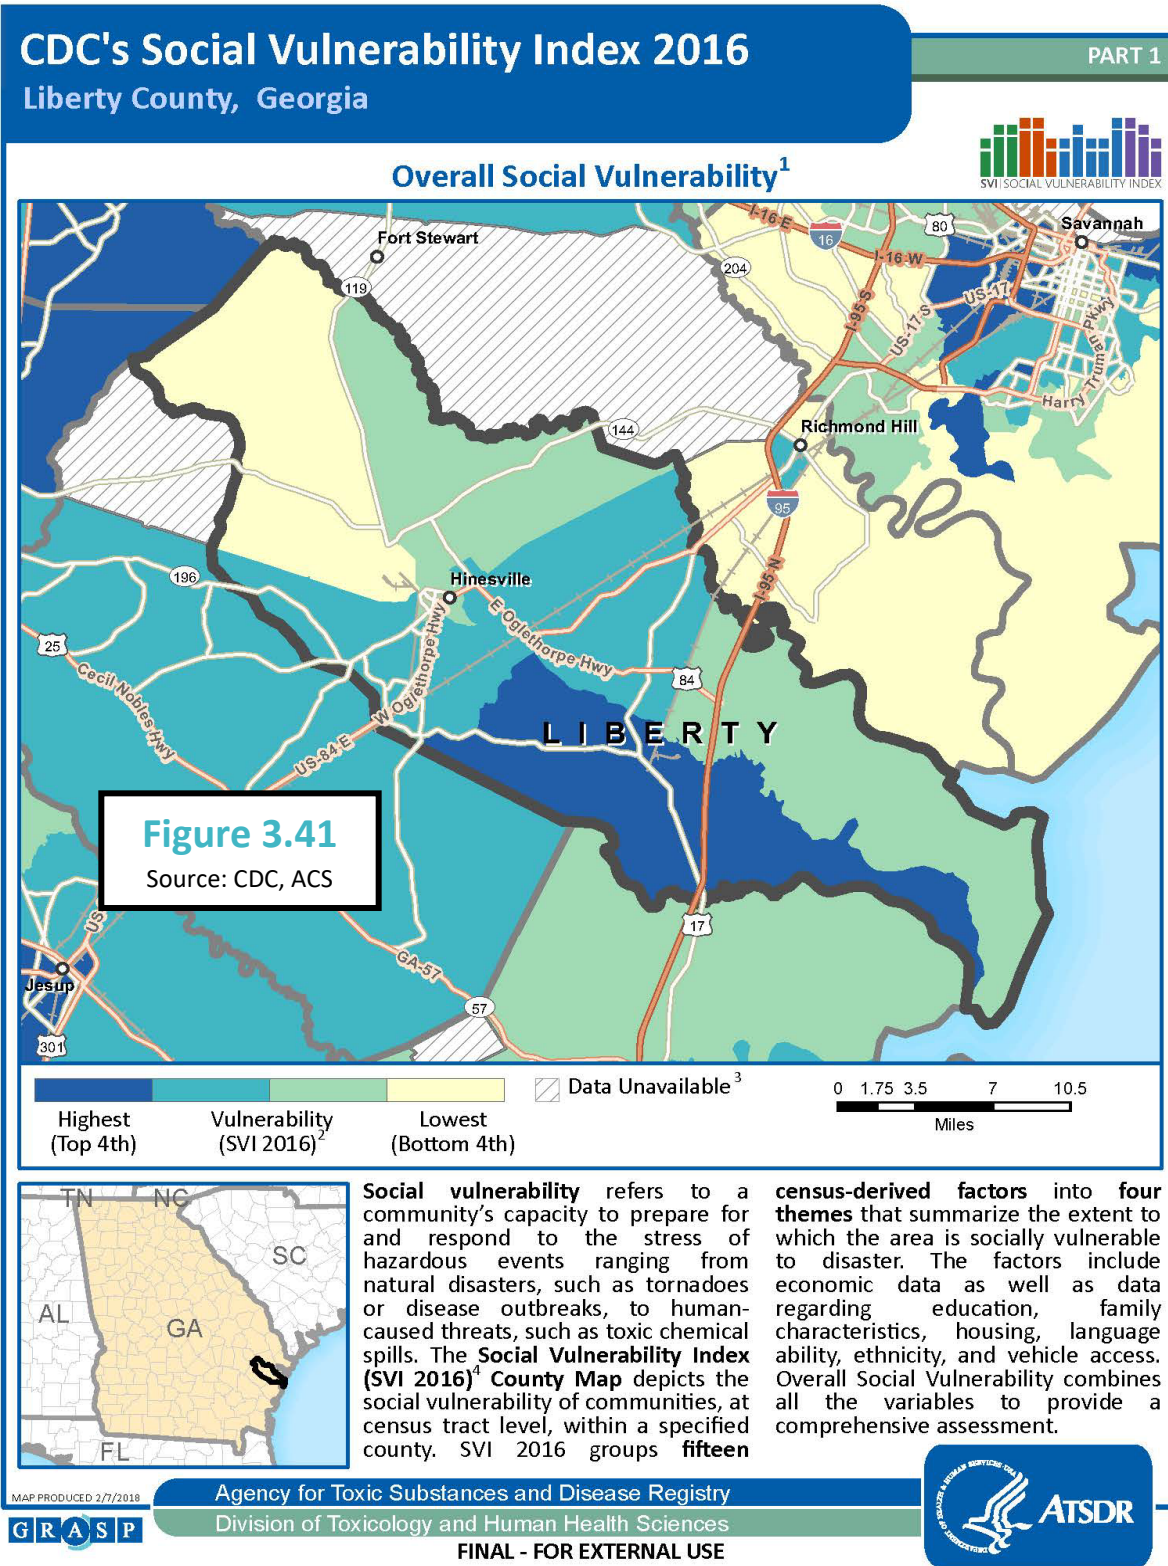 CDC's Social Vulnerability Index 2016
Liberty County, Georgia
PART 1
SVI | SOCIAL VULNERABILITY INDEX
Overall Social Vulnerability1
Fort Stewart
119
204
I-16 E
16
I-16 W
80
Savannah
US-17
I-95 S
US-17 S
Harry Truman Pkwy
144
Richmond Hill
95
I-95 N
196
Hinesville
E Oglethorpe Hwy
25
Cecil Nobles Hwy
W Oglethorpe Hwy
84
LIBERTY
US-84 E
Figure 3.41
Source: CDC, ACS
US
17
GA-57
57
Jesup
301
Highest
(Top 4th)
Vulnerability
(SVI 2016)2
Lowest
(Bottom 4th)
Data Unavailable3
0 1.75 3.5 7 10.5
Miles
TN NC
SC
AL
GA
FL
Social vulnerability refers to a
community's capacity to prepare for
and respond to the stress of
hazardous events ranging from
natural disasters, such as tornadoes
or disease outbreaks, to human-
caused threats, such as toxic chemical
spills. The Social Vulnerability Index
(SVI 2016)4 County Map depicts the
social vulnerability of communities, at
census tract level, within a specified
county. SVI 2016 groups fifteen
census-derived factors into four
themes that summarize the extent to
which the area is socially vulnerable
to disaster. The factors include
economic data as well as data
regarding education, family
characteristics, housing, language
ability, ethnicity, and vehicle access.
Overall Social Vulnerability combines
all the variables to provide a
comprehensive assessment.
MAP PRODUCED 2/7/2018
GRASP
Agency for Toxic Substances and Disease Registry
Division of Toxicology and Human Health Sciences
FINAL - FOR EXTERNAL USE
DEPARTMENT OF HEALTH & HUMAN SERVICES USA
ATSDR